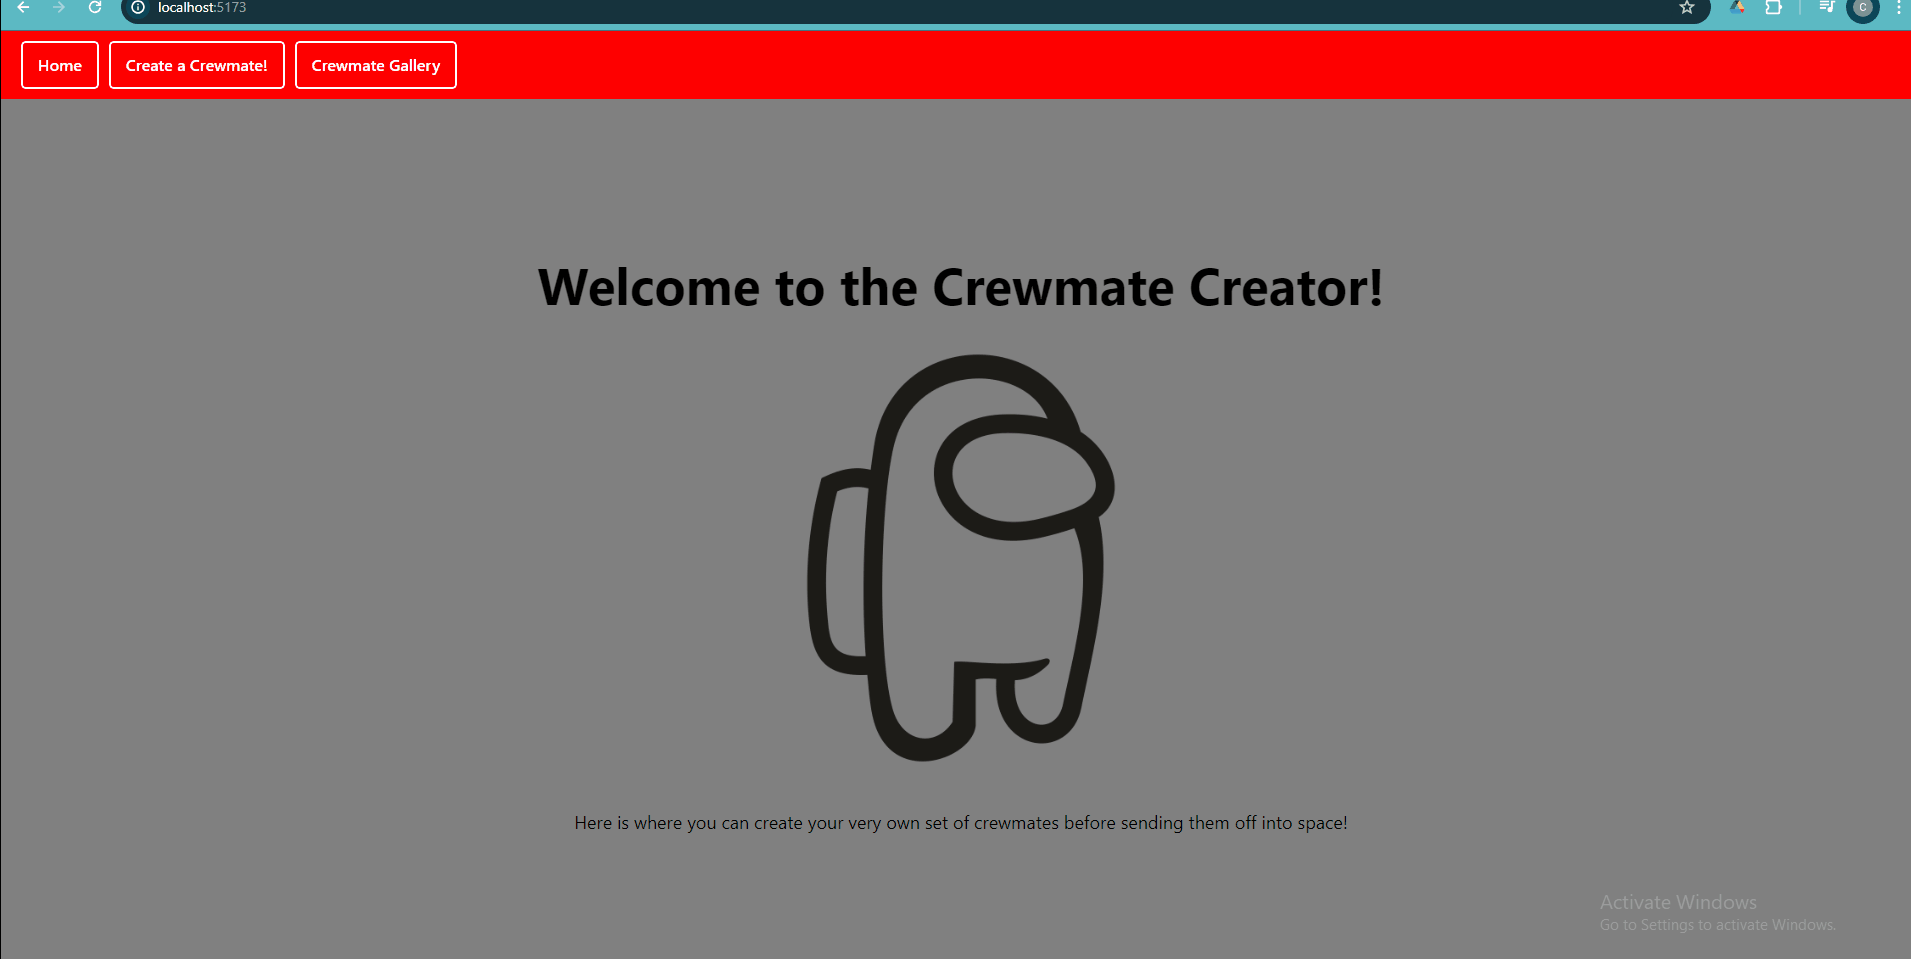 localhost:5173
C
Home
Create a Crewmate!
Crewmate Gallery
Welcome to the Crewmate Creator!
Here is where you can create your very own set of crewmates before sending them off into space!
Activate Windows
Go to Settings to activate Windows.